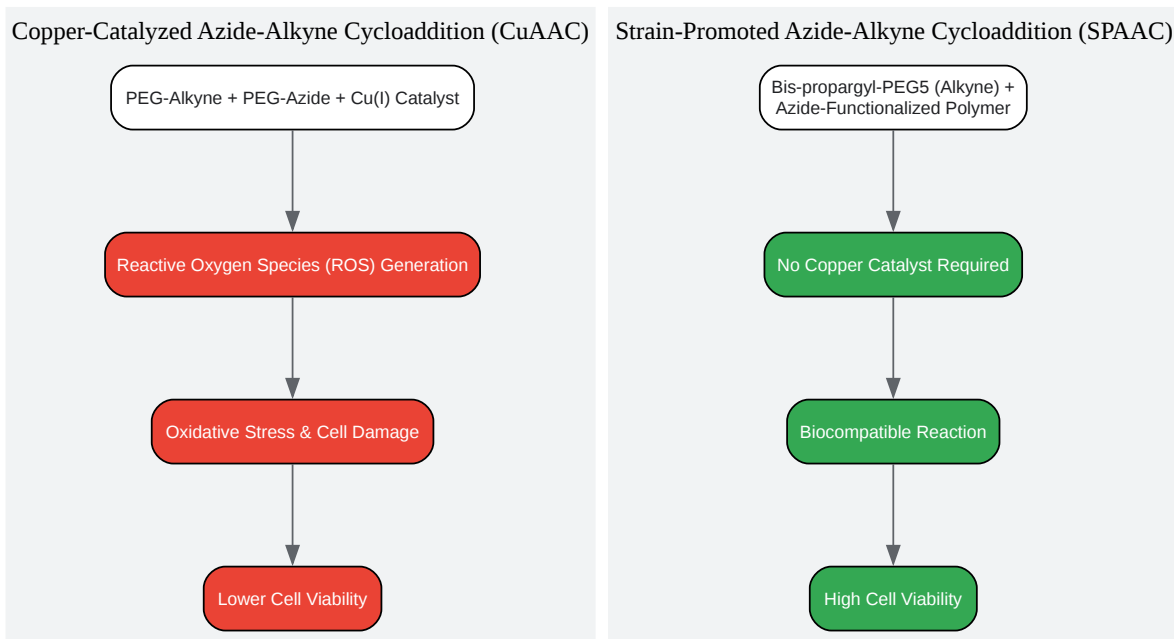 Copper-Catalyzed Azide-Alkyne Cycloaddition (CuAAC)
PEG-Alkyne + PEG-Azide + Cu(I) Catalyst
Reactive Oxygen Species (ROS) Generation
Oxidative Stress & Cell Damage
Lower Cell Viability
Strain-Promoted Azide-Alkyne Cycloaddition (SPAAC)
Bis-propargyl-PEG5 (Alkyne) +
Azide-Functionalized Polymer
No Copper Catalyst Required
Biocompatible Reaction
High Cell Viability